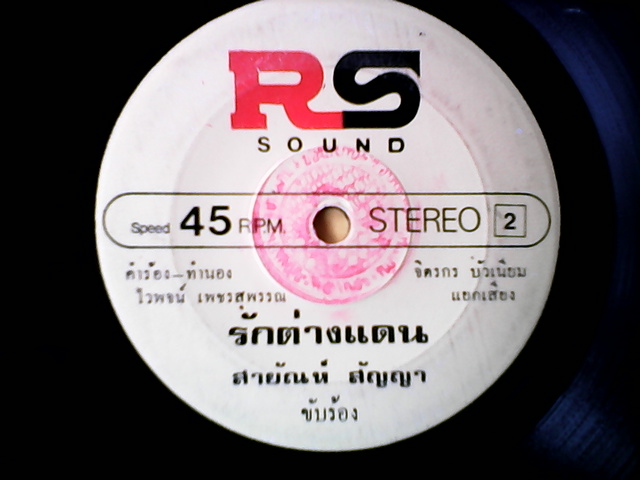 RS
SOUND
Speed 45 R.P.M. STEREO 2
คำร้อง-ทำนอง จิตรกร บัวเนียม
ไวพจน์ เพชรสุพรรณ แยกเสียง
รักต่างแดน
สายัณห์ สัญญา
ขับร้อง